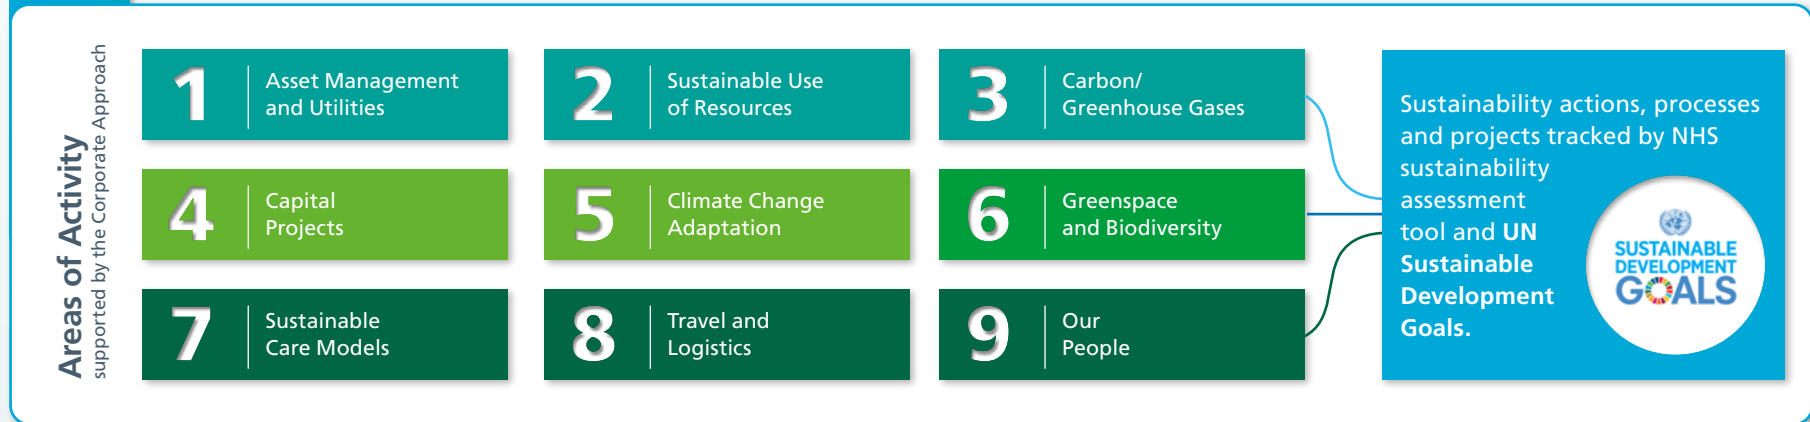 Areas of Activity
supported by the Corporate Approach
1
Asset Management
and Utilities
2
Sustainable Use
of Resources
3
Carbon/
Greenhouse Gases
4
Capital
Projects
5
Climate Change
Adaptation
6
Greenspace
and Biodiversity
7
Sustainable
Care Models
8
Travel and
Logistics
9
Our
People
Sustainability actions, processes
and projects tracked by NHS
sustainability
assessment
tool and UN
Sustainable
Development
Goals.
SUSTAINABLE
DEVELOPMENT
GOALS